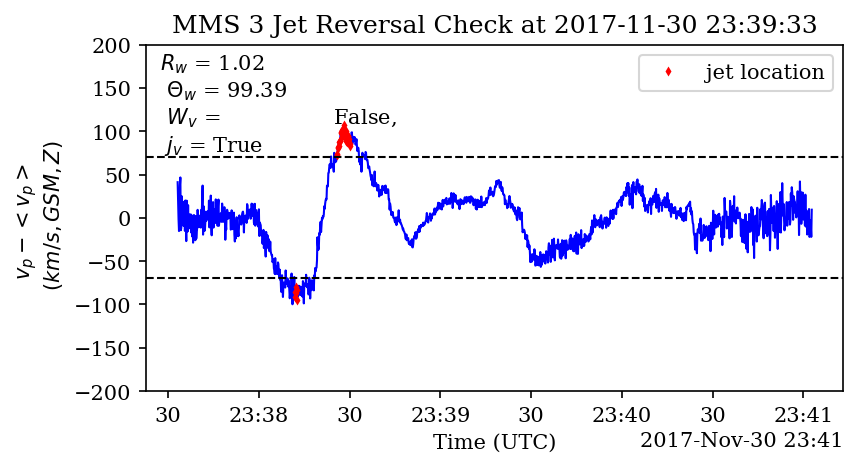 MMS 3 Jet Reversal Check at 2017-11-30 23:39:33
R_w = 1.02
Θ_w = 99.39
W_v = False,
j_v = True
jet location
200
150
100
50
0
−50
−100
−150
−200
v_p − < v_p >
(km/s, GSM, Z)
30 23:38 30 23:39 30 23:40 30 23:41
Time (UTC) 2017-Nov-30 23:41